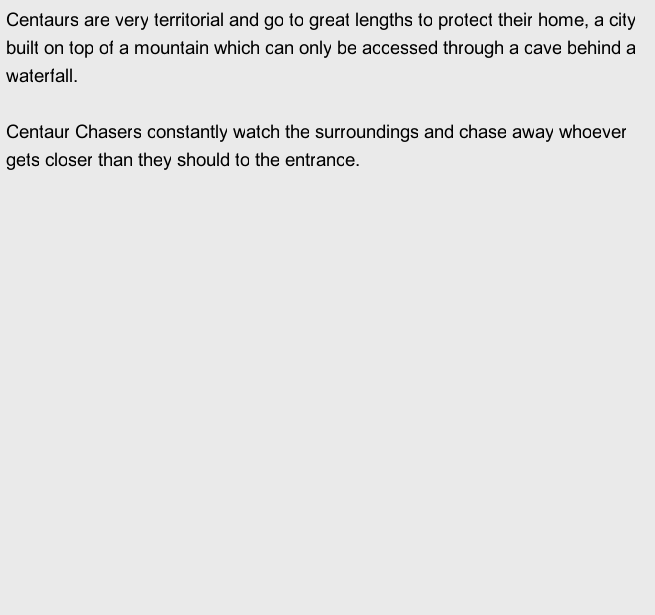 Centaurs are very territorial and go to great lengths to protect their home, a city
built on top of a mountain which can only be accessed through a cave behind a
waterfall.
Centaur Chasers constantly watch the surroundings and chase away whoever
gets closer than they should to the entrance.